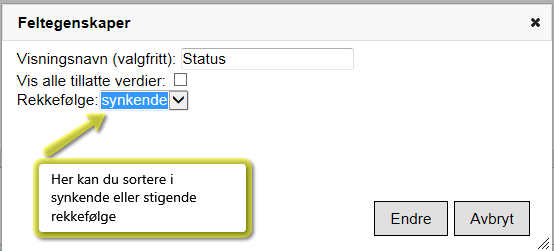 Feltegenskaper
Visningsnavn (valgfritt): Status
Vis alle tillatte verdier:
Rekkefølge: synkende
Her kan du sortere i
synkende eller stigende
rekkefølge
Endre Avbryt